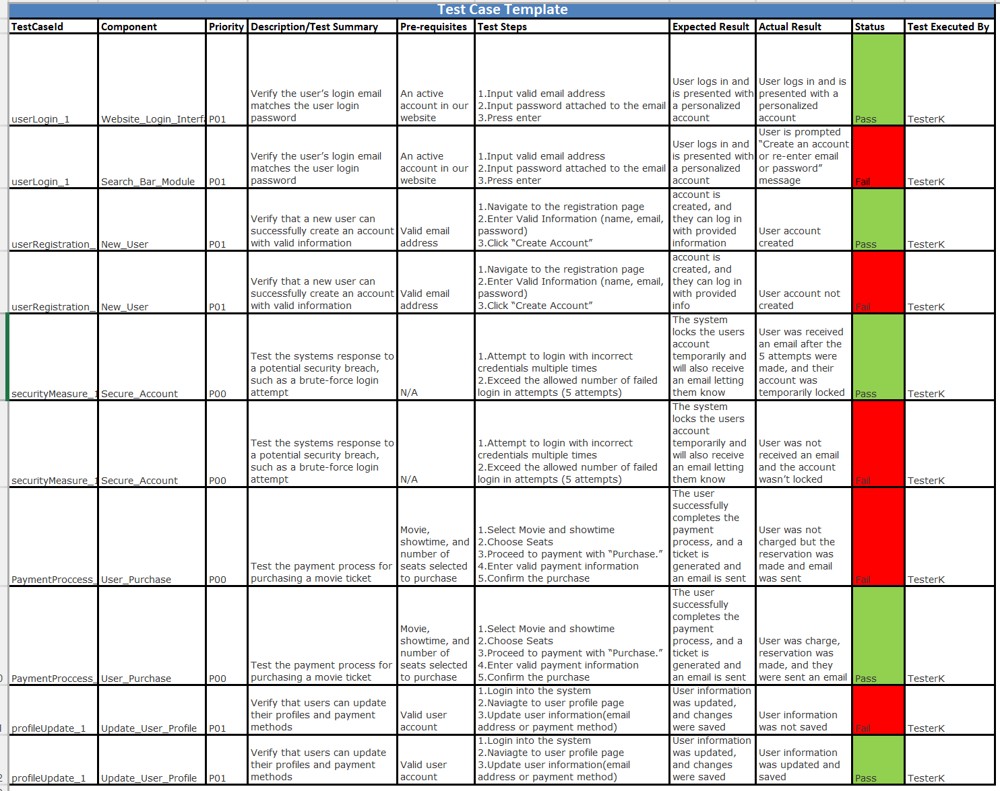 Test Case Template
TestCaseId Component Priority Description/Test Summary Pre-requisites Test Steps Expected Result Actual Result Status Test Executed By
userLogin_1
Website_Login_Interfa
P01
Verify the user’s login email
matches the user login
password
An active
account in our
website
1.Input valid email address
2.Input password attached to the email
3.Press enter
User logs in and
is presented with
a personalized
account
User logs in and is
presented with a
personalized
account
Pass
TesterK
userLogin_1
Search_Bar_Module
P01
Verify the user’s login email
matches the user login
password
An active
account in our
website
1.Input valid email address
2.Input password attached to the email
3.Press enter
User logs in and
is presented with
a personalized
account
User is prompted
“Create an account
or re-enter email
or password”
message
Fail
TesterK
userRegistration_
New_User
P01
Verify that a new user can
successfully create an account
with valid information
Valid email
address
1.Navigate to the registration page
2.Enter Valid Information (name, email,
password)
3.Click “Create Account”
account is
created, and
they can log in
with provided
information
User account
created
Pass
TesterK
userRegistration_
New_User
P01
Verify that a new user can
successfully create an account
with valid information
Valid email
address
1.Navigate to the registration page
2.Enter Valid Information (name, email,
password)
3.Click “Create Account”
account is
created, and
they can log in
with provided
info
User account not
created
Fail
TesterK
securityMeasure_1
Secure_Account
P00
Test the systems response to
a potential security breach,
such as a brute-force login
attempt
N/A
1.Attempt to login with incorrect
credentials multiple times
2.Exceed the allowed number of failed
login in attempts (5 attempts)
The system
locks the users
account
temporarily and
will also receive
an email letting
them know
User was received
an email after the
5 attempts were
made, and their
account was
temporarily locked
Pass
TesterK
securityMeasure_1
Secure_Account
P00
Test the systems response to
a potential security breach,
such as a brute-force login
attempt
N/A
1.Attempt to login with incorrect
credentials multiple times
2.Exceed the allowed number of failed
login in attempts (5 attempts)
The system
locks the users
account
temporarily and
will also receive
an email letting
them know
User was not
received an email
and the account
wasn’t locked
Fail
TesterK
PaymentProccess_
User_Purchase
P00
Test the payment process for
purchasing a movie ticket
Movie,
showtime, and
number of
seats selected
to purchase
1.Select Movie and showtime
2.Choose Seats
3.Proceed to payment with “Purchase.”
4.Enter valid payment information
5.Confirm the purchase
The user
successfully
completes the
payment
process, and a
ticket is
generated and
an email is sent
User was not
charged but the
reservation was
made and email
was sent
Fail
TesterK
0
PaymentProccess_
User_Purchase
P00
Test the payment process for
purchasing a movie ticket
Movie,
showtime, and
number of
seats selected
to purchase
1.Select Movie and showtime
2.Choose Seats
3.Proceed to payment with “Purchase.”
4.Enter valid payment information
5.Confirm the purchase
The user
successfully
completes the
payment
process, and a
ticket is
generated and
an email is sent
User was charge,
reservation was
made, and they
were sent an email
Pass
TesterK
1
profileUpdate_1
Update_User_Profile
P01
Verify that users can update
their profiles and payment
methods
Valid user
account
1.Login into the system
2.Naviagte to user profile page
3.Update user information(email
address or payment method)
User information
was updated,
and changes
were saved
User information
was not saved
Fail
TesterK
2
profileUpdate_1
Update_User_Profile
P01
Verify that users can update
their profiles and payment
methods
Valid user
account
1.Login into the system
2.Naviagte to user profile page
3.Update user information(email
address or payment method)
User information
was updated,
and changes
were saved
User information
was updated and
saved
Pass
TesterK